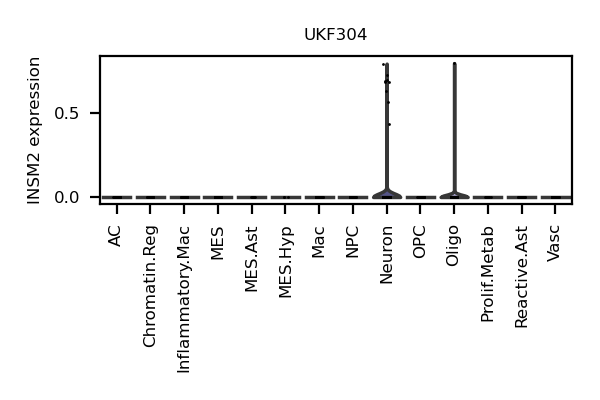 UKF304
INSM2 expression
0.5
0.0
AC
Chromatin.Reg
Inflammatory.Mac
MES
MES.Ast
MES.Hyp
Mac
NPC
Neuron
OPC
Oligo
Prolif.Metab
Reactive.Ast
Vasc